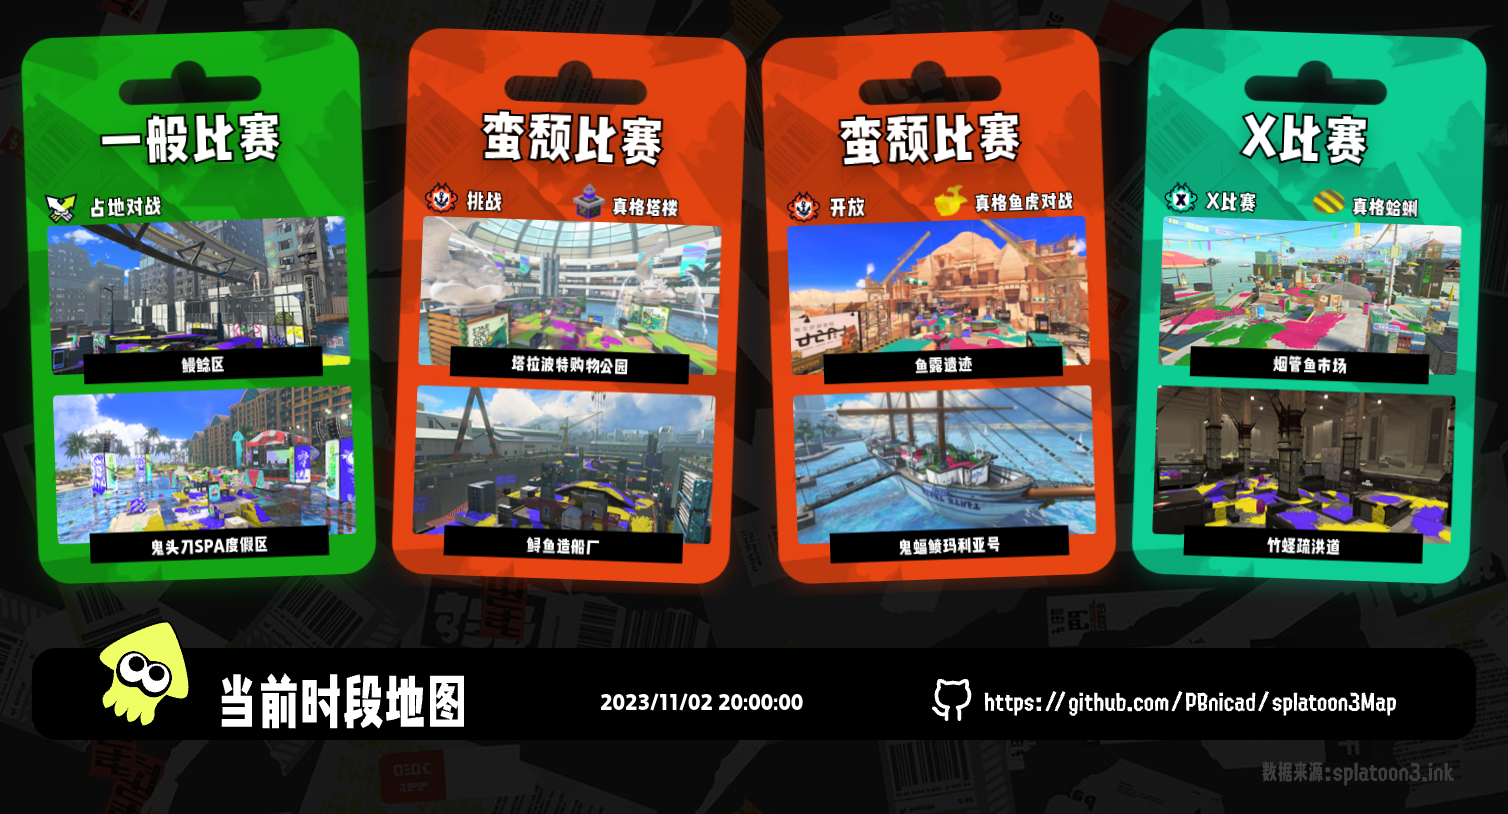 一般比赛
占地对战
鳗鲶区
鬼头刀SPA度假区
蛮颓比赛
挑战
真格塔楼
塔拉波特购物公园
鲟鱼造船厂
蛮颓比赛
开放
真格鱼虎对战
鱼露遗迹
鬼蝠鲼玛利亚号
X比赛
X比赛
真格蛤蜊
烟管鱼市场
竹蛏疏洪道
当前时段地图
2023/11/02 20:00:00
https://github.com/PBnicad/splatoon3Map
数据来源:splatoon3.ink